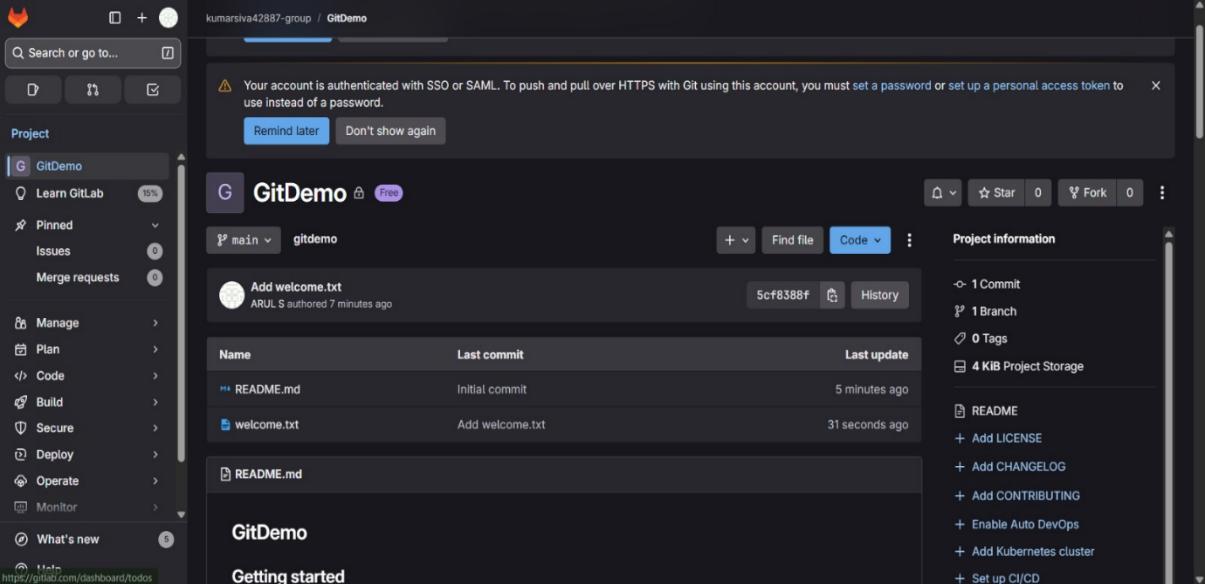 kumarsiva42887-group / GitDemo
Search or go to... /
Project
G GitDemo
Learn GitLab 15%
Pinned
Issues 0
Merge requests 0
Manage
Plan
Code
Build
Secure
Deploy
Operate
Monitor
What's new 5
Help
https://gitlab.com/dashboard/todos
Your account is authenticated with SSO or SAML. To push and pull over HTTPS with Git using this account, you must set a password or set up a personal access token to
use instead of a password.
Remind later Don't show again
G GitDemo Free
Star 0 Fork 0
main gitdemo
+ Find file Code
Add welcome.txt
ARUL S authored 7 minutes ago
5cf8388f History
Name Last commit Last update
README.md Initial commit 5 minutes ago
welcome.txt Add welcome.txt 31 seconds ago
README.md
GitDemo
Getting started
Project information
1 Commit
1 Branch
0 Tags
4 KiB Project Storage
README
+ Add LICENSE
+ Add CHANGELOG
+ Add CONTRIBUTING
+ Enable Auto DevOps
+ Add Kubernetes cluster
+ Set up CI/CD